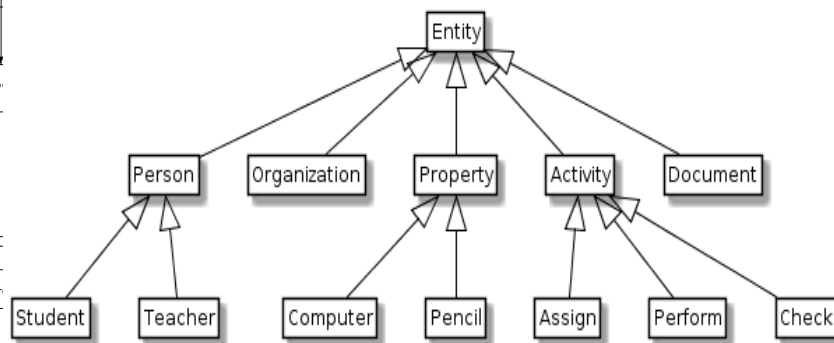 Entity
Person Organization Property Activity Document
Student Teacher Computer Pencil Assign Perform Check